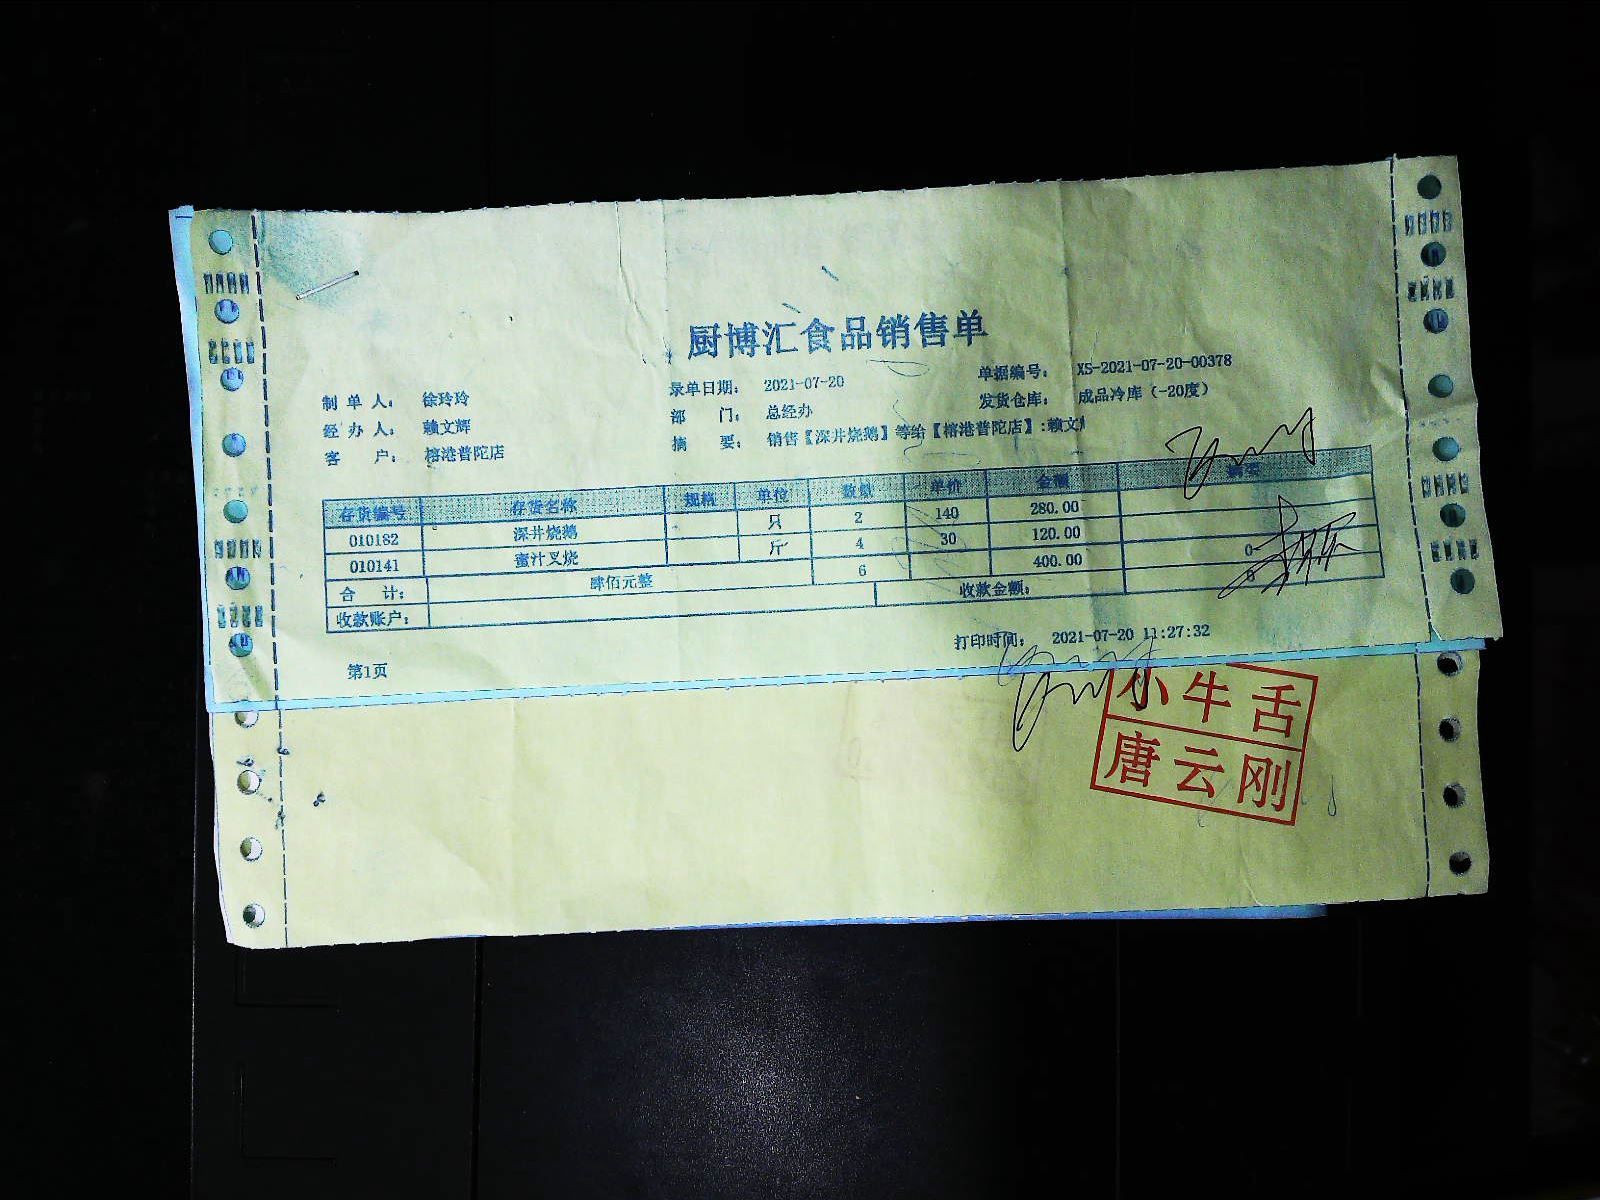 厨博汇食品销售单
制单人： 徐玲玲 录单日期： 2021-07-20 单据编号： XS-2021-07-20-00378
经办人： 赖文辉 部 门： 总经办 发货仓库： 成品冷库（-20度）
客 户： 榕港普陀店 摘 要： 销售【深井烧鹅】等给【榕港普陀店】:赖文
存货编号 存货名称 规格 单位 数量 单价 金额
010182 深井烧鹅 只 2 140 280.00
010141 蜜汁叉烧 斤 4 30 120.00 0
合 计： 肆佰元整 6 400.00 0
收款账户： 收款金额：
第1页 打印时间： 2021-07-20 11:27:32
小牛舌
唐云刚